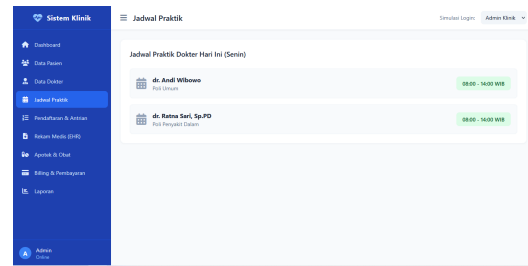 Sistem Klinik
Dashboard
Data Pasien
Data Dokter
Jadwal Praktik
Pendaftaran & Antrian
Rekam Medis (EHR)
Apotek & Obat
Billing & Pembayaran
Laporan
A
Admin
Online
Jadwal Praktik
Simulasi Login:
Admin Klinik
Jadwal Praktik Dokter Hari Ini (Senin)
dr. Andi Wibowo
Poli Umum
08:00 - 14:00 WIB
dr. Ratna Sari, Sp.PD
Poli Penyakit Dalam
08:00 - 14:00 WIB